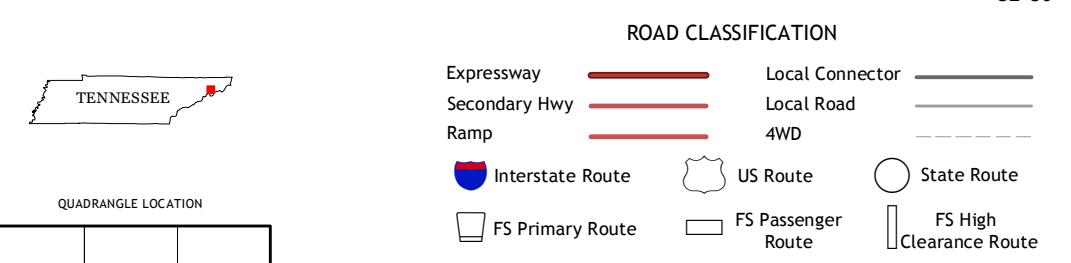 ROAD CLASSIFICATION
TENNESSEE
Expressway
Local Connector
Secondary Hwy
Local Road
Ramp
4WD
Interstate Route
US Route
State Route
QUADRANGLE LOCATION
FS Primary Route
FS Passenger
Route
FS High
Clearance Route